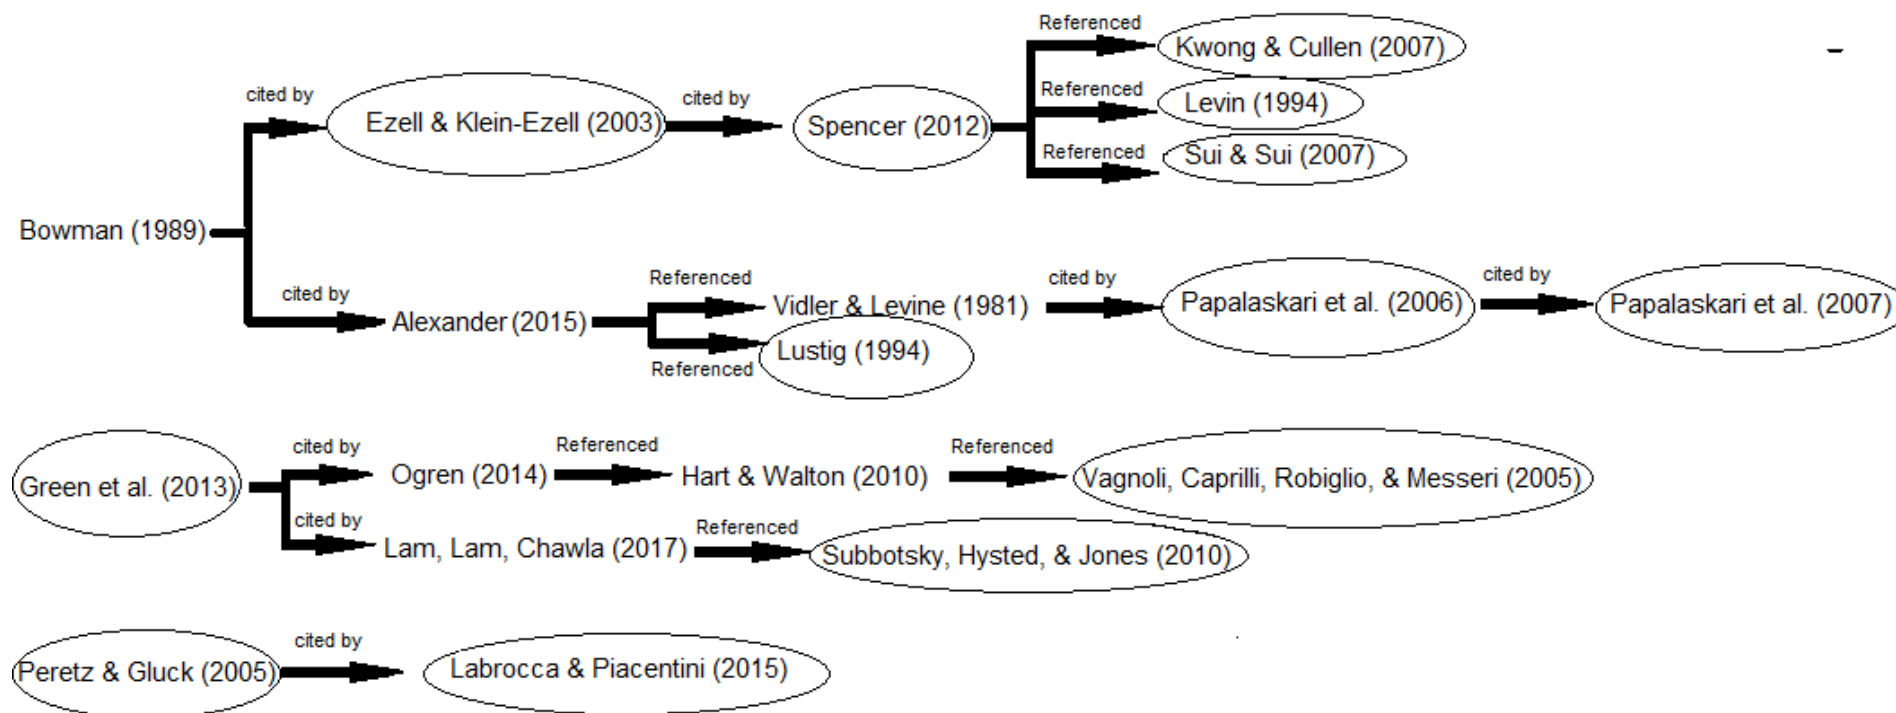 Referenced
Kwong & Cullen (2007)
cited by
Ezell & Klein-Ezell (2003)
cited by
Spencer (2012)
Referenced
Levin (1994)
Referenced
Sui & Sui (2007)
Bowman (1989)
cited by
Alexander (2015)
Referenced
Vidler & Levine (1981)
cited by
Papalaskari et al. (2006)
cited by
Papalaskari et al. (2007)
Referenced
Lustig (1994)
Green et al. (2013)
cited by
Ogren (2014)
Referenced
Hart & Walton (2010)
Referenced
Vagnoli, Caprilli, Robiglio, & Messeri (2005)
cited by
Lam, Lam, Chawla (2017)
Referenced
Subbotsky, Hysted, & Jones (2010)
Peretz & Gluck (2005)
cited by
Labrocca & Piacentini (2015)